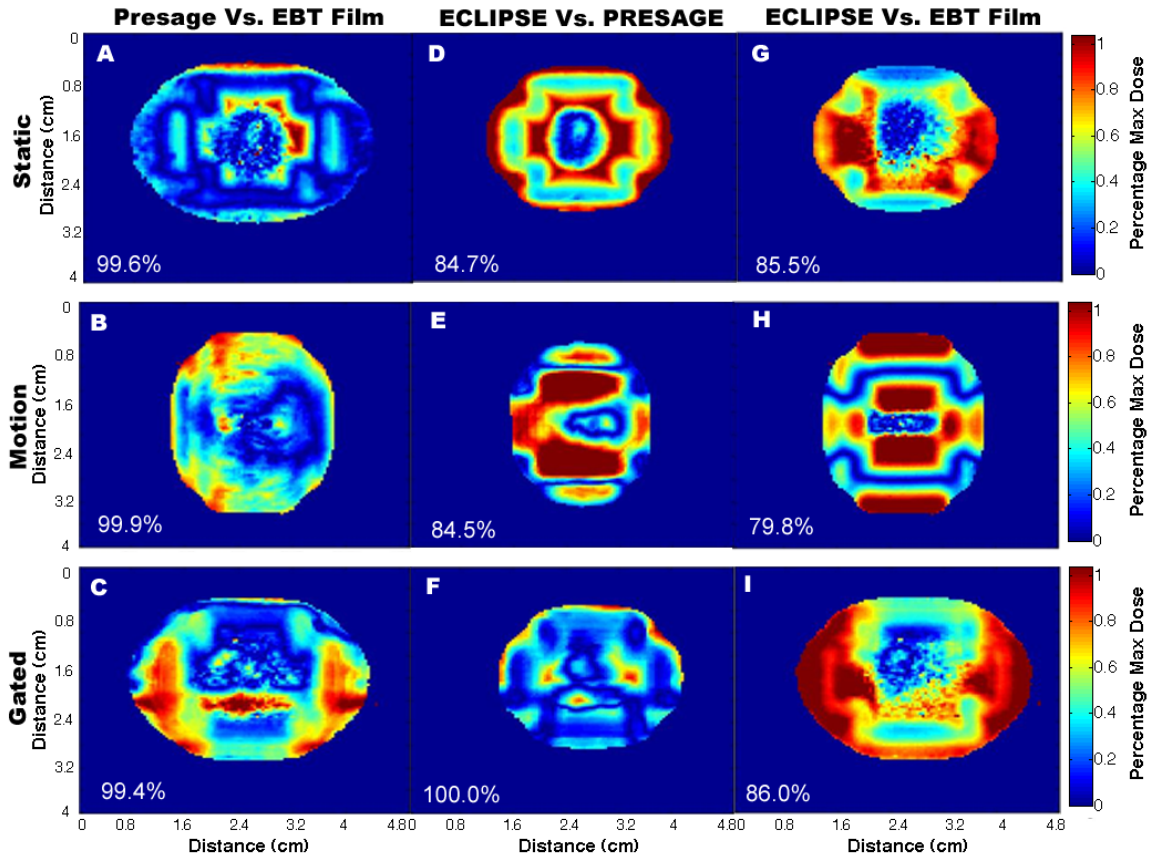 Presage Vs. EBT Film
ECLIPSE Vs. PRESAGE
ECLIPSE Vs. EBT Film
Static
Distance (cm)
0
0.8
1.6
2.4
3.2
4
A
99.6%
D
84.7%
G
85.5%
1
0.8
0.6
0.4
0.2
0
Percentage Max Dose
Motion
Distance (cm)
0
0.8
1.6
2.4
3.2
4
B
99.9%
E
84.5%
H
79.8%
1
0.8
0.6
0.4
0.2
0
Percentage Max Dose
Gated
Distance (cm)
0
0.8
1.6
2.4
3.2
4
C
99.4%
F
100.0%
I
86.0%
1
0.8
0.6
0.4
0.2
0
Percentage Max Dose
0 0.8 1.6 2.4 3.2 4 4.80 0.8 1.6 2.4 3.2 4 4.80 0.8 1.6 2.4 3.2 4 4.8
Distance (cm)
Distance (cm)
Distance (cm)